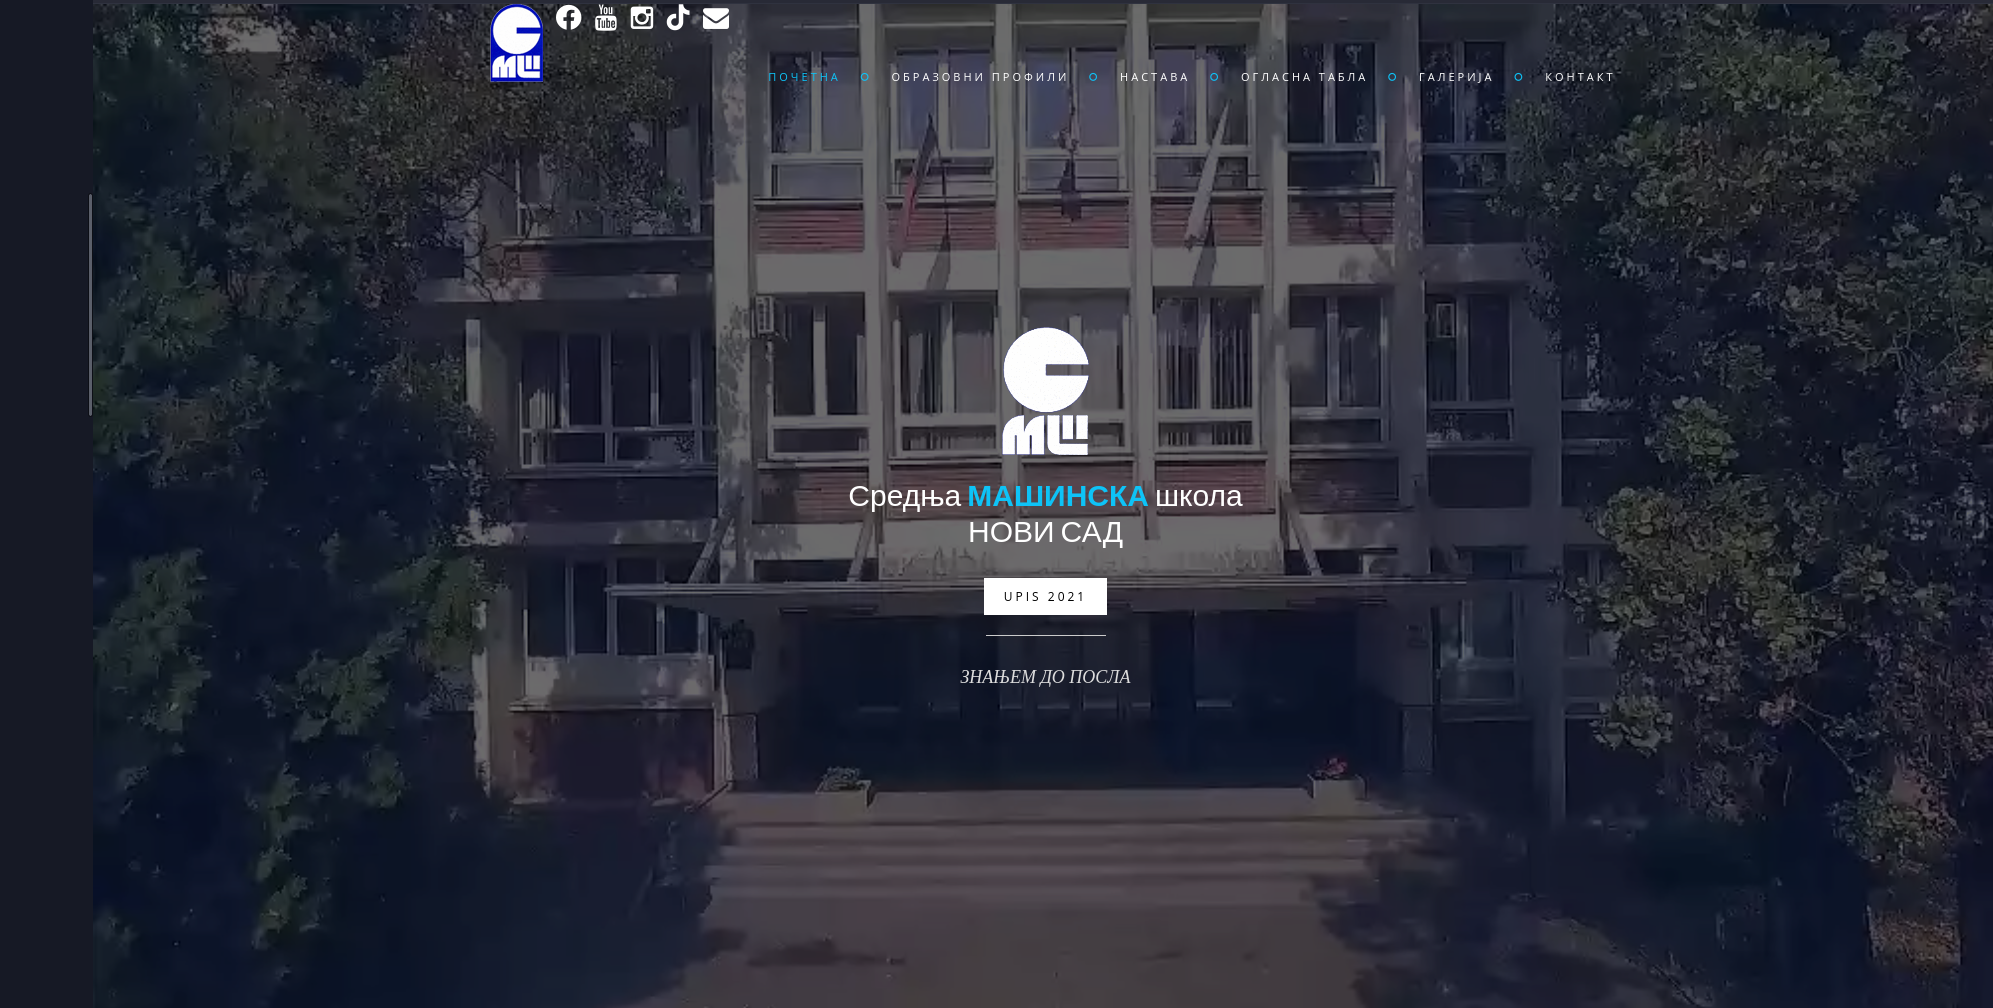 You
Tube
МШ
ПОЧЕТНА ОБРАЗОВНИ ПРОФИЛИ НАСТАВА ОГЛАСНА ТАБЛА ГАЛЕРИЈА КОНТАКТ
МШ
Средња МАШИНСКА школа
НОВИ САД
UPIS 2021
ЗНАЊЕМ ДО ПОСЛА